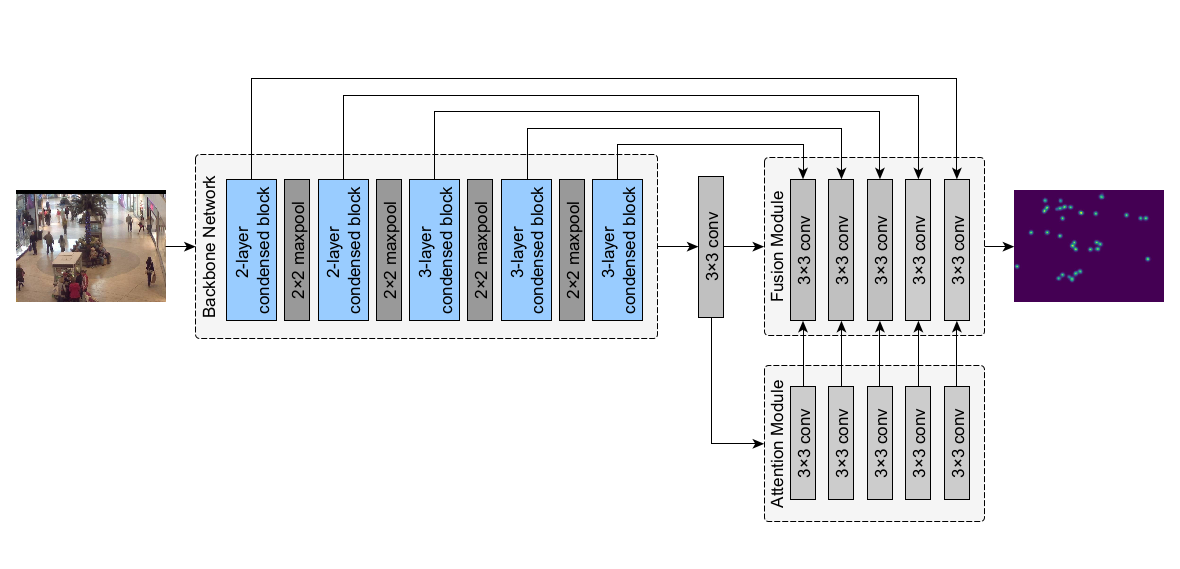 Backbone Network
2-layer
condensed block
2×2 maxpool
2-layer
condensed block
2×2 maxpool
3-layer
condensed block
2×2 maxpool
3-layer
condensed block
2×2 maxpool
3-layer
condensed block
3×3 conv
Fusion Module
3×3 conv
3×3 conv
3×3 conv
3×3 conv
3×3 conv
Attention Module
3×3 conv
3×3 conv
3×3 conv
3×3 conv
3×3 conv